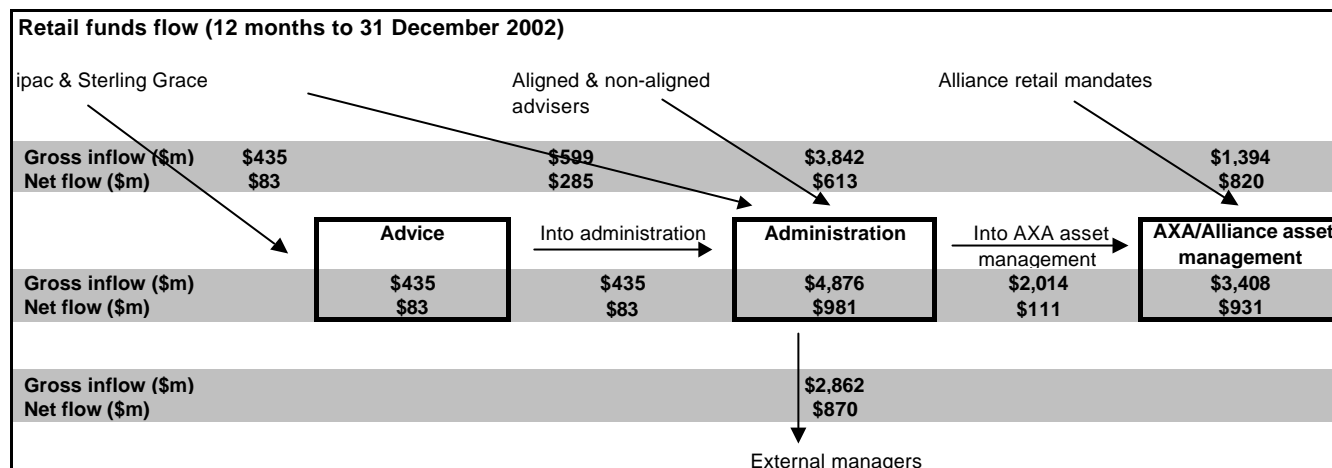 Retail funds flow (12 months to 31 December 2002)
ipac & Sterling Grace Aligned & non-aligned Alliance retail mandates
advisers
Gross inflow ($m) $435 $599 $3,842 $1,394
Net flow ($m) $83 $285 $613 $820
Advice Into administration Administration Into AXA asset AXA/Alliance asset
management management
Gross inflow ($m) $435 $435 $4,876 $2,014 $3,408
Net flow ($m) $83 $83 $981 $111 $931
Gross inflow ($m) $2,862
Net flow ($m) $870
External managers